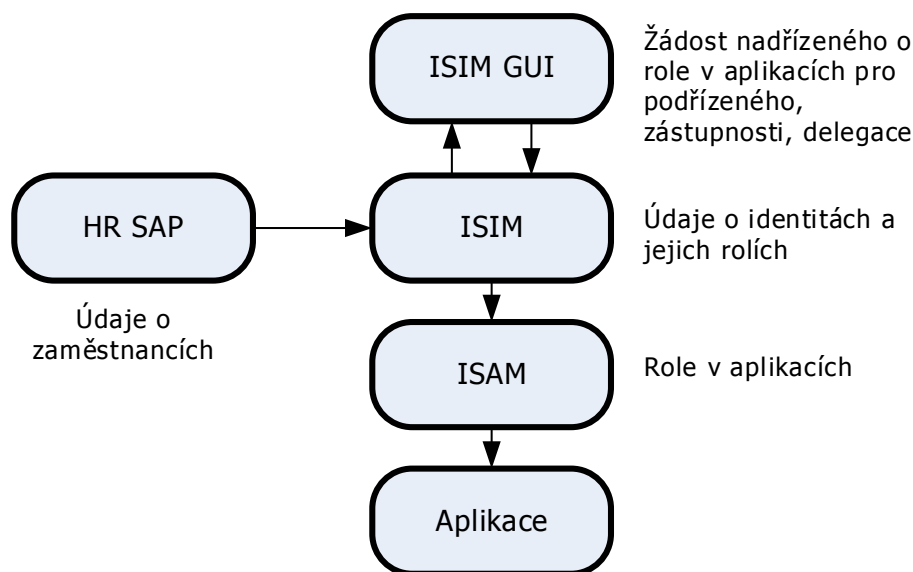 ISIM GUI
Žádost nadřízeného o
role v aplikacích pro
podřízeného,
zástupnosti, delegace
HR SAP
Údaje o
zaměstnancích
ISIM
Údaje o identitách a
jejich rolích
ISAM
Role v aplikacích
Aplikace